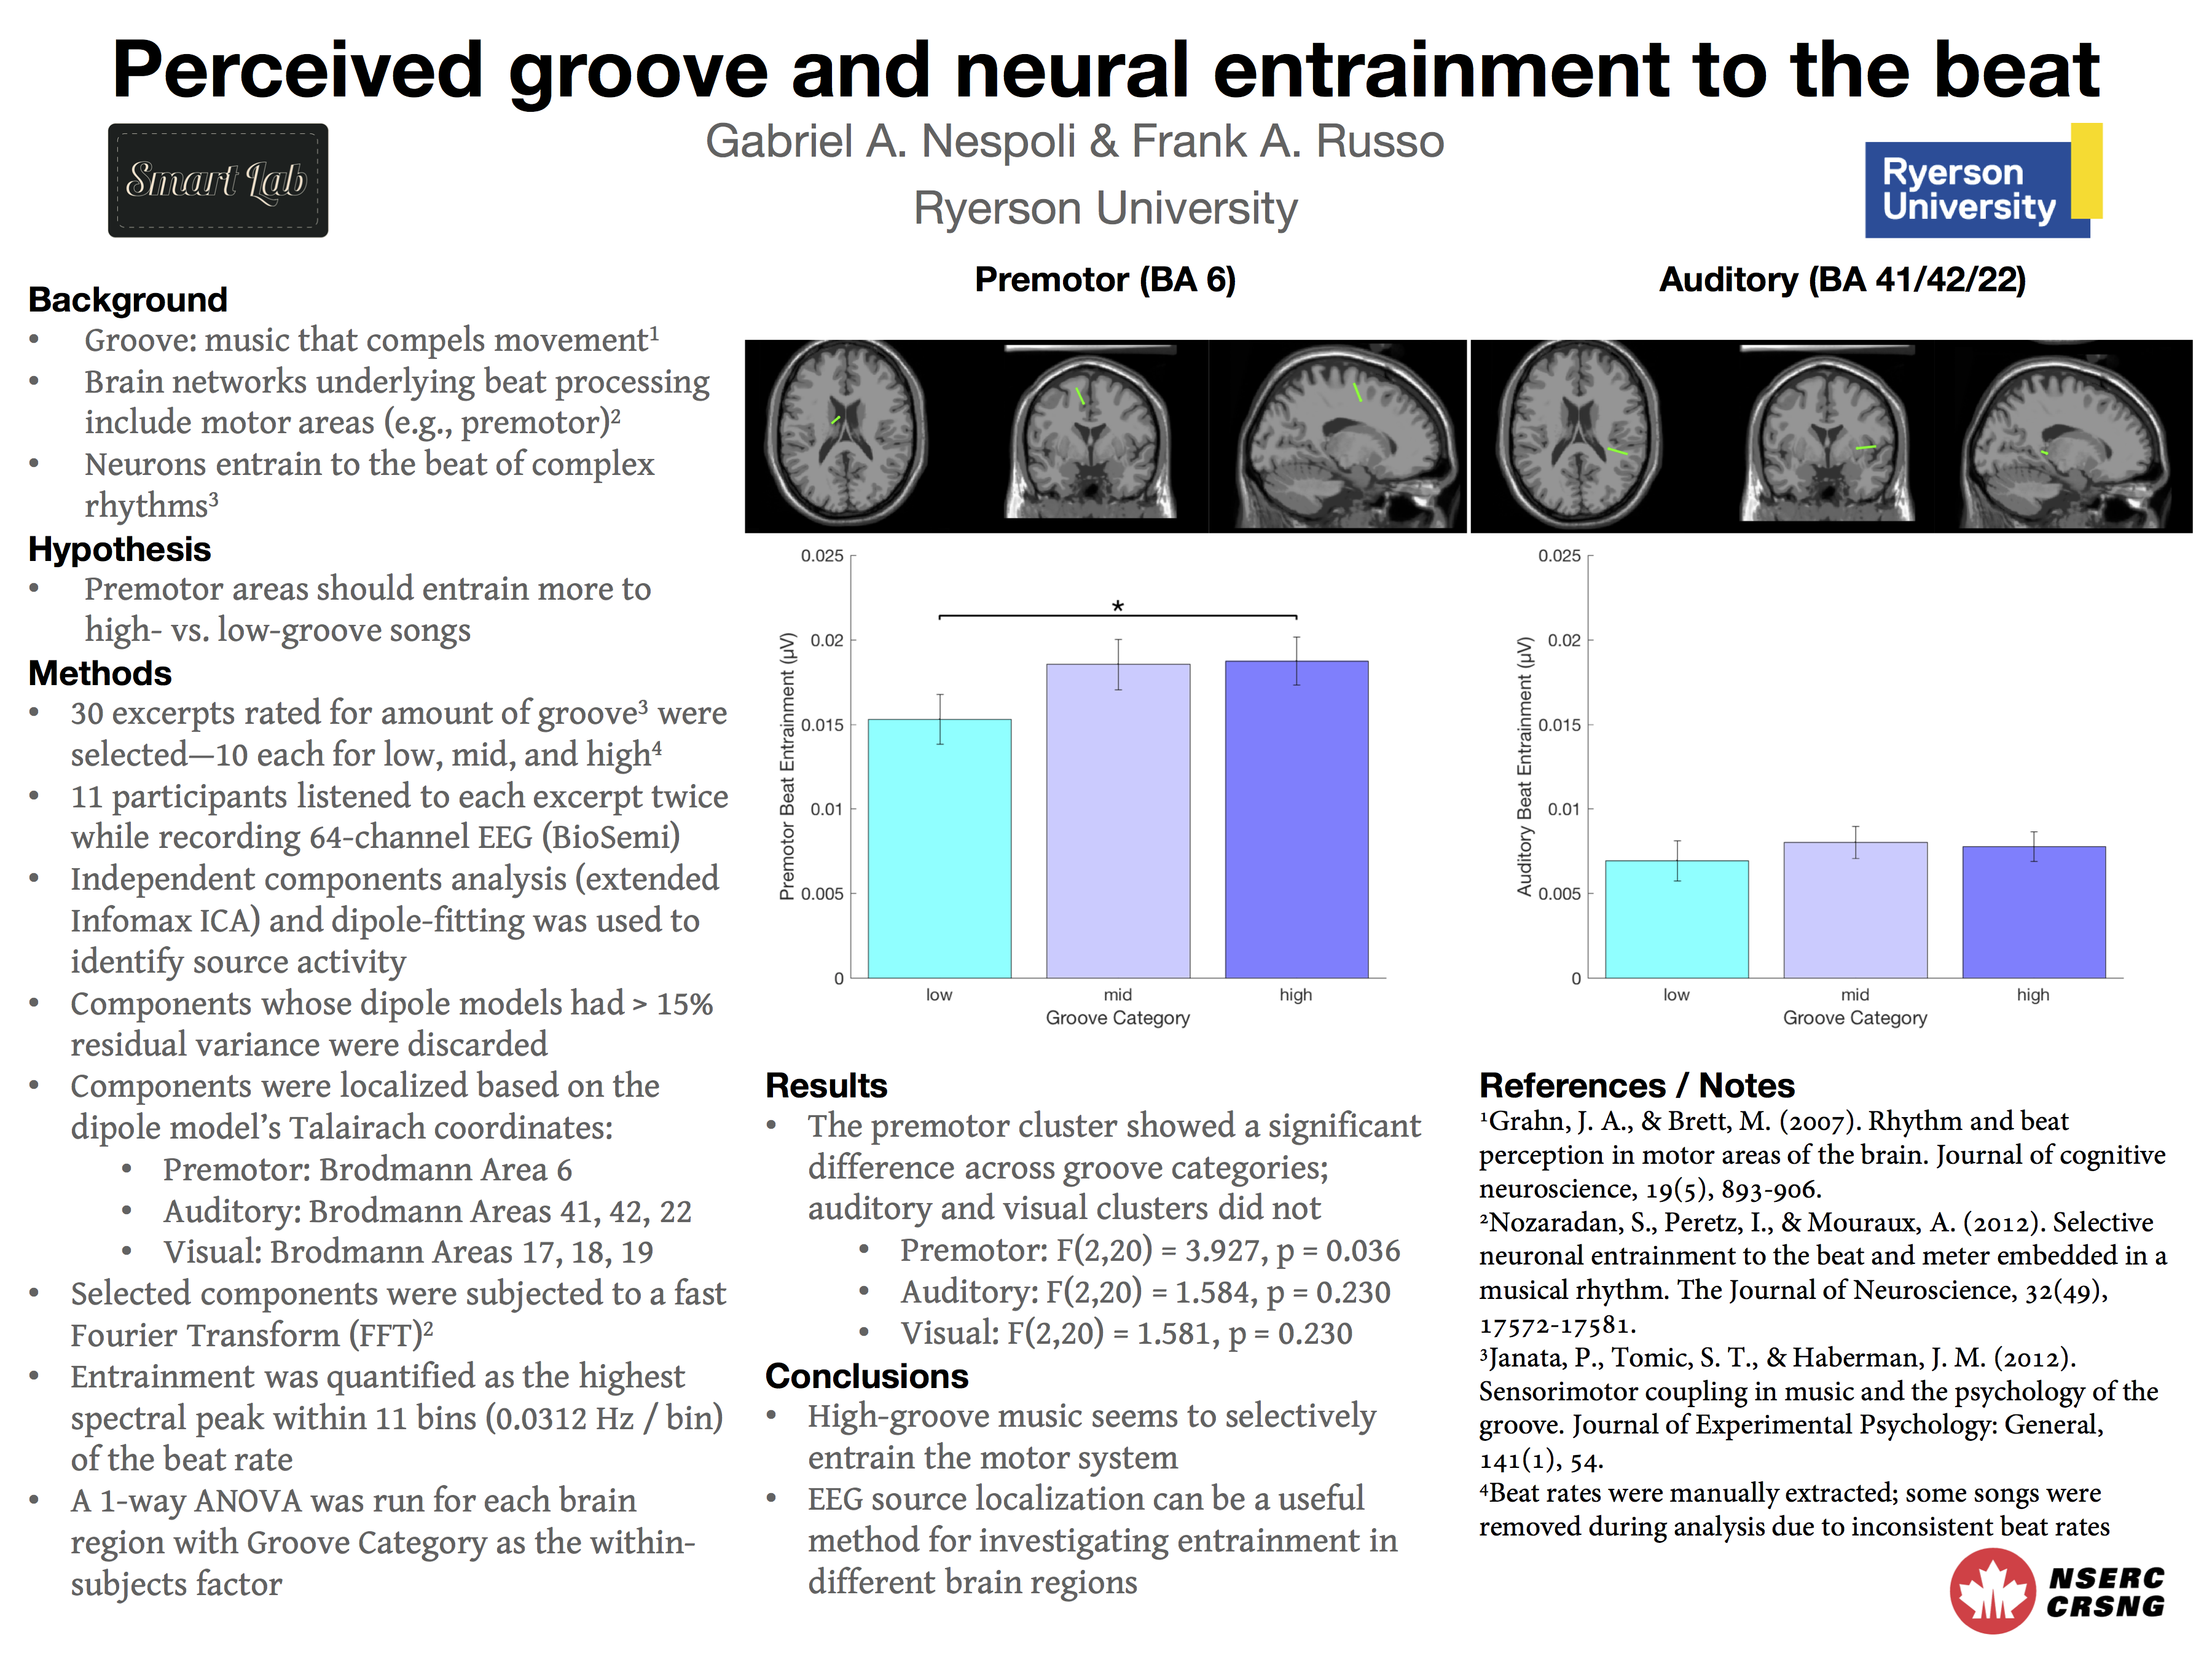 Perceived groove and neural entrainment to the beat
Smart Lab
Gabriel A. Nespoli & Frank A. Russo
Ryerson University
Ryerson
University
Background
• Groove: music that compels movement¹
• Brain networks underlying beat processing
include motor areas (e.g., premotor)²
• Neurons entrain to the beat of complex
rhythms³
Hypothesis
• Premotor areas should entrain more to
high- vs. low-groove songs
Methods
• 30 excerpts rated for amount of groove³ were
selected—10 each for low, mid, and high⁴
• 11 participants listened to each excerpt twice
while recording 64-channel EEG (BioSemi)
• Independent components analysis (extended
Infomax ICA) and dipole-fitting was used to
identify source activity
• Components whose dipole models had > 15%
residual variance were discarded
• Components were localized based on the
dipole model’s Talairach coordinates:
• Premotor: Brodmann Area 6
• Auditory: Brodmann Areas 41, 42, 22
• Visual: Brodmann Areas 17, 18, 19
• Selected components were subjected to a fast
Fourier Transform (FFT)²
• Entrainment was quantified as the highest
spectral peak within 11 bins (0.0312 Hz / bin)
of the beat rate
• A 1-way ANOVA was run for each brain
region with Groove Category as the within-
subjects factor
Premotor (BA 6)
Premotor Beat Entrainment (µV)
0.025
0.02
0.015
0.01
0.005
0
*
low mid high
Groove Category
Auditory (BA 41/42/22)
Auditory Beat Entrainment (µV)
0.025
0.02
0.015
0.01
0.005
0
low mid high
Groove Category
Results
• The premotor cluster showed a significant
difference across groove categories;
auditory and visual clusters did not
• Premotor: F(2,20) = 3.927, p = 0.036
• Auditory: F(2,20) = 1.584, p = 0.230
• Visual: F(2,20) = 1.581, p = 0.230
Conclusions
• High-groove music seems to selectively
entrain the motor system
• EEG source localization can be a useful
method for investigating entrainment in
different brain regions
References / Notes
¹Grahn, J. A., & Brett, M. (2007). Rhythm and beat
perception in motor areas of the brain. Journal of cognitive
neuroscience, 19(5), 893-906.
²Nozaradan, S., Peretz, I., & Mouraux, A. (2012). Selective
neuronal entrainment to the beat and meter embedded in a
musical rhythm. The Journal of Neuroscience, 32(49),
17572-17581.
³Janata, P., Tomic, S. T., & Haberman, J. M. (2012).
Sensorimotor coupling in music and the psychology of the
groove. Journal of Experimental Psychology: General,
141(1), 54.
⁴Beat rates were manually extracted; some songs were
removed during analysis due to inconsistent beat rates
NSERC
CRSNG